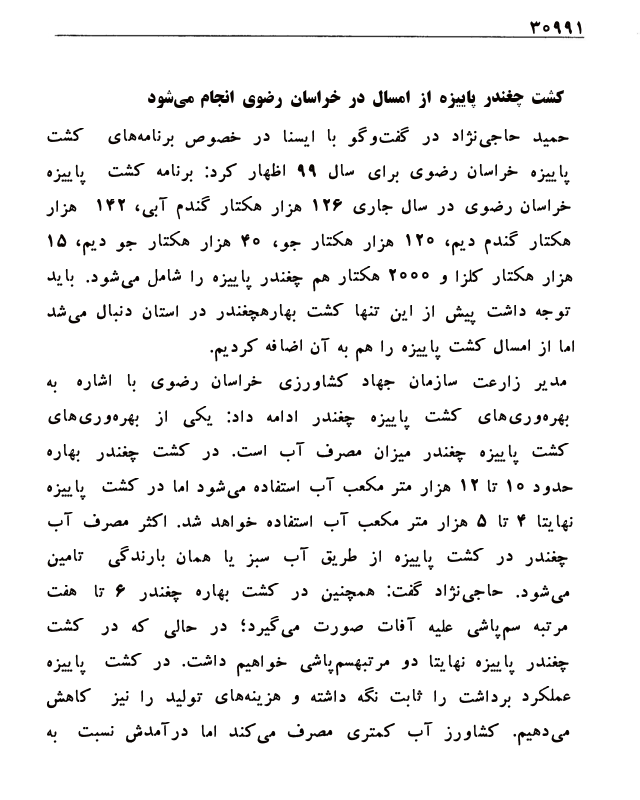 ۳۰۹۹۱
کشت چغندر پاییزه از امسال در خراسان رضوی انجام می‌شود
حمید حاجی‌نژاد در گفت‌وگو با ایسنا در خصوص برنامه‌های کشت
پاییزه خراسان رضوی برای سال ۹۹ اظهار کرد: برنامه کشت پاییزه
خراسان رضوی در سال جاری ۱۲۶ هزار هکتار گندم آبی، ۱۴۲ هزار
هکتار گندم دیم، ۱۲۰ هزار هکتار جو، ۴۰ هزار هکتار جو دیم، ۱۵
هزار هکتار کلزا و ۲۰۰۰ هکتار هم چغندر پاییزه را شامل می‌شود. باید
توجه داشت پیش از این تنها کشت بهارهچغندر در استان دنبال می‌شد
اما از امسال کشت پاییزه را هم به آن اضافه کردیم.
مدیر زراعت سازمان جهاد کشاورزی خراسان رضوی با اشاره به
بهره‌وری‌های کشت پاییزه چغندر ادامه داد: یکی از بهره‌وری‌های
کشت پاییزه چغندر میزان مصرف آب است. در کشت چغندر بهاره
حدود ۱۰ تا ۱۲ هزار متر مکعب آب استفاده می‌شود اما در کشت پاییزه
نهایتا ۴ تا ۵ هزار متر مکعب آب استفاده خواهد شد. اکثر مصرف آب
چغندر در کشت پاییزه از طریق آب سبز یا همان بارندگی تامین
می‌شود. حاجی‌نژاد گفت: همچنین در کشت بهاره چغندر ۶ تا هفت
مرتبه سم‌پاشی علیه آفات صورت می‌گیرد؛ در حالی که در کشت
چغندر پاییزه نهایتا دو مرتبهسم‌پاشی خواهیم داشت. در کشت پاییزه
عملکرد برداشت را ثابت نگه داشته و هزینه‌های تولید را نیز کاهش
می‌دهیم. کشاورز آب کمتری مصرف می‌کند اما درآمدش نسبت به